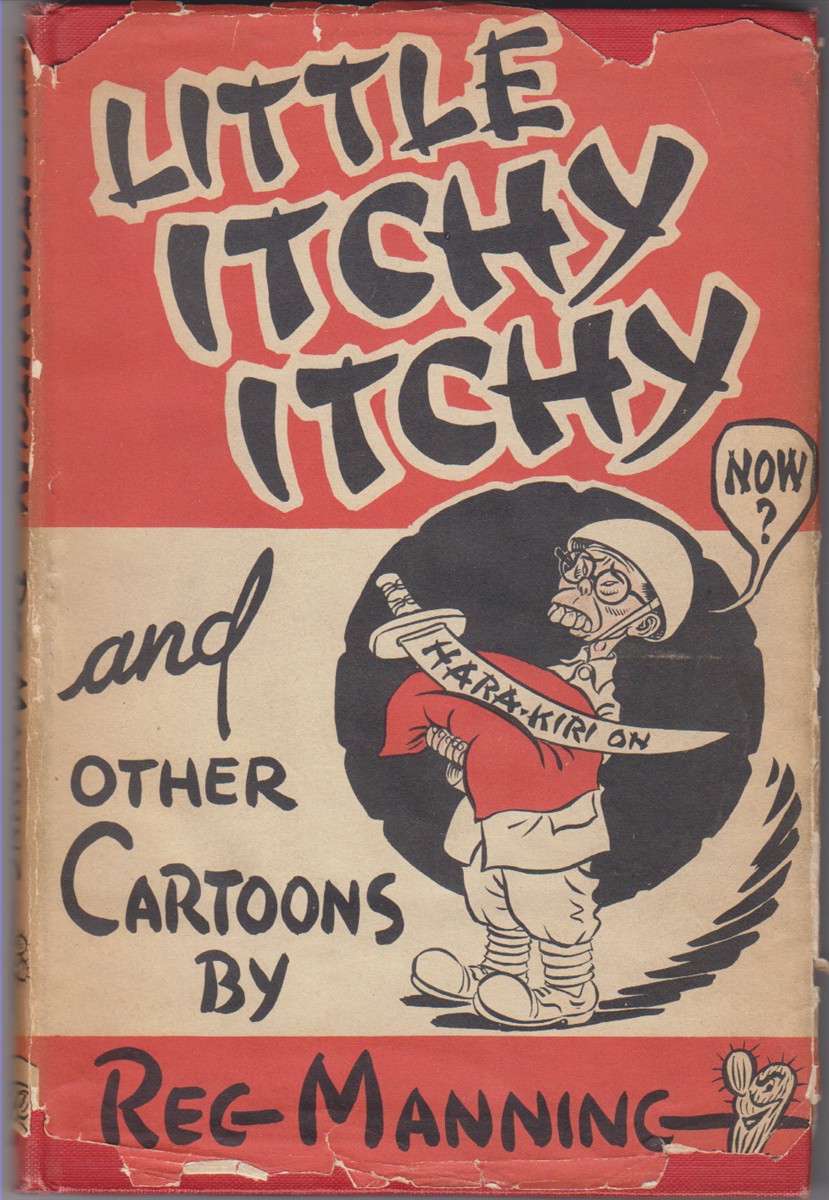 LITTLE
ITCHY
ITCHY
NOW
?
HARA-KIRI ON
and
OTHER
CARTOONS
BY
REG MANNING